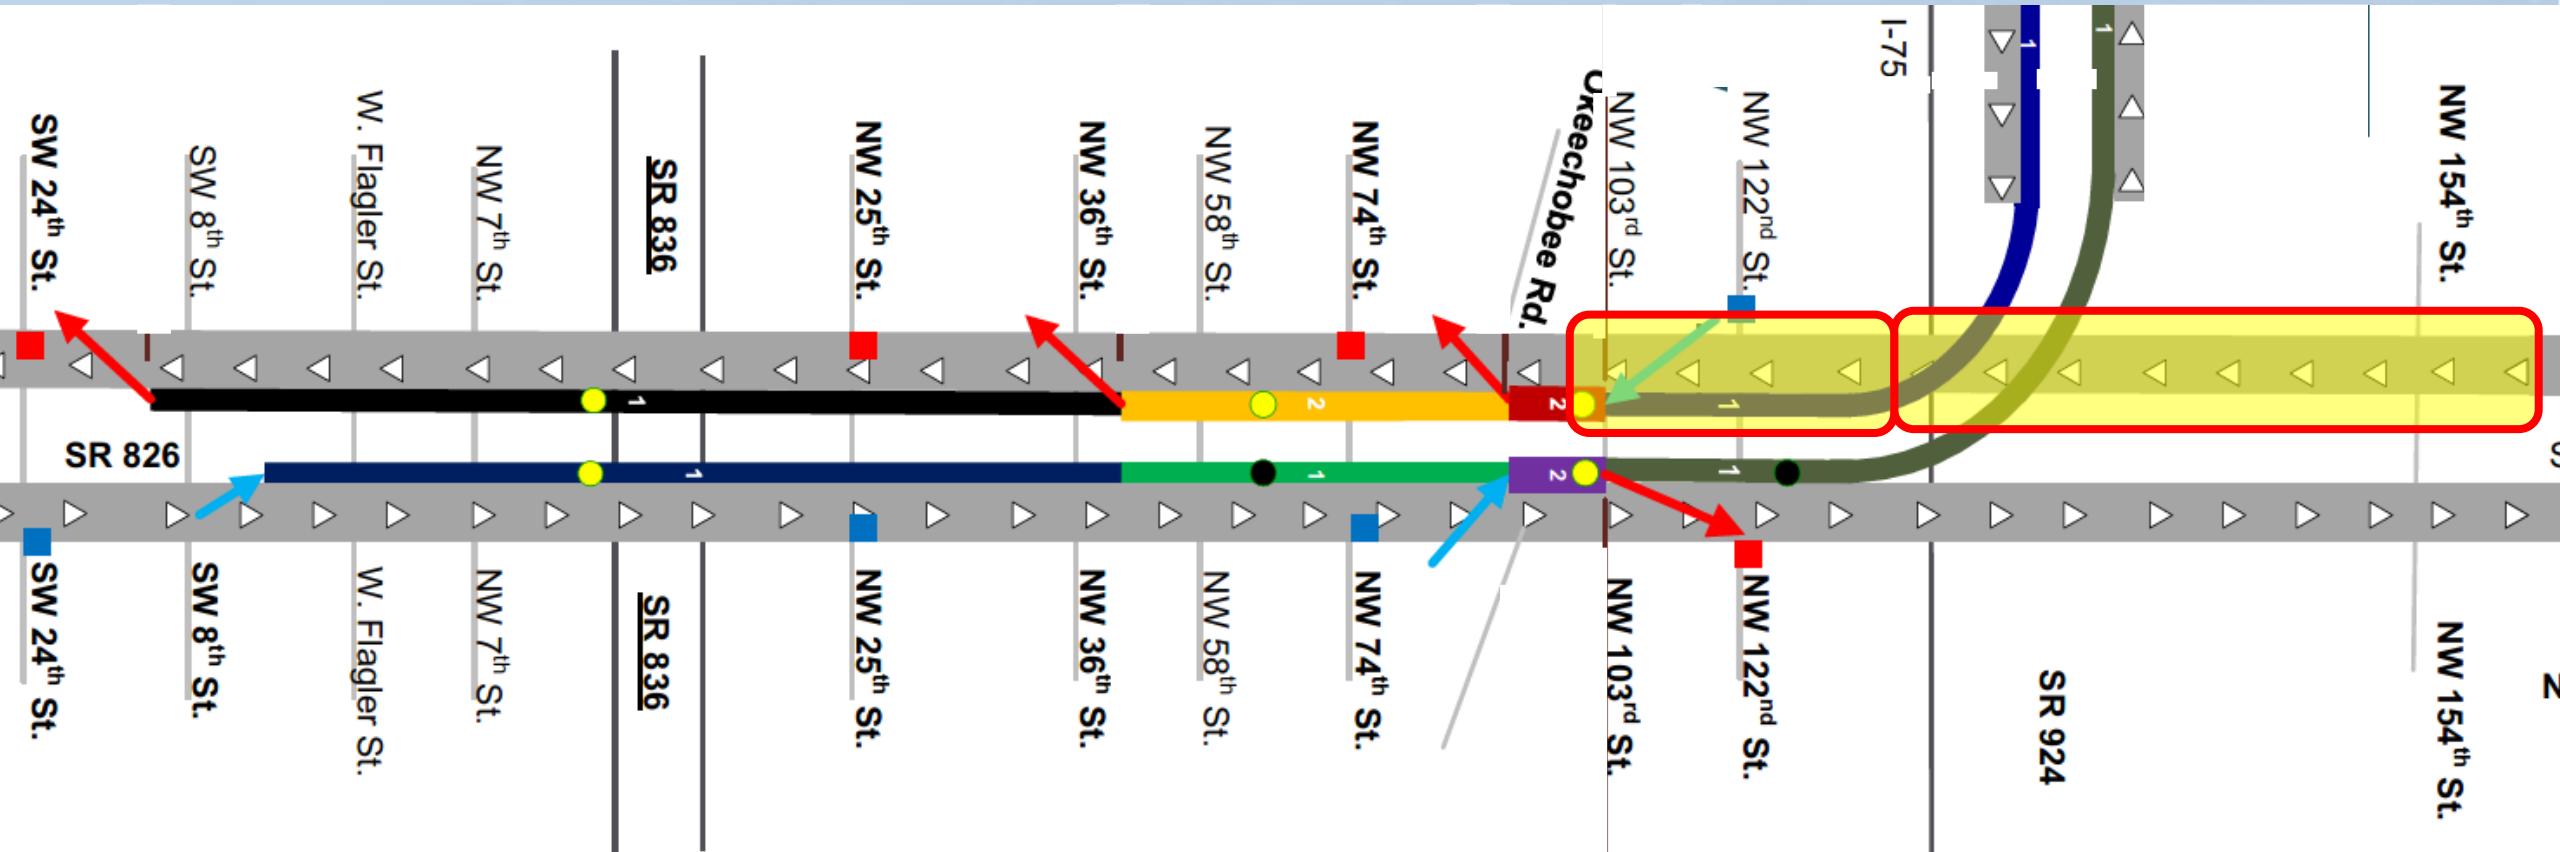 I-75
1
1
SW 24th St.
SW 8th St.
W. Flagler St.
NW 7th St.
SR 836
NW 25th St.
NW 36th St.
NW 58th St.
NW 74th St.
Okeechobee Rd.
NW 103rd St.
NW 122nd St.
NW 154th St.
1
2
2
1
SR 826
1
1
2
1
SW 24th St.
SW 8th St.
W. Flagler St.
NW 7th St.
SR 836
NW 25th St.
NW 36th St.
NW 58th St.
NW 74th St.
NW 103rd St.
NW 122nd St.
SR 924
NW 154th St.